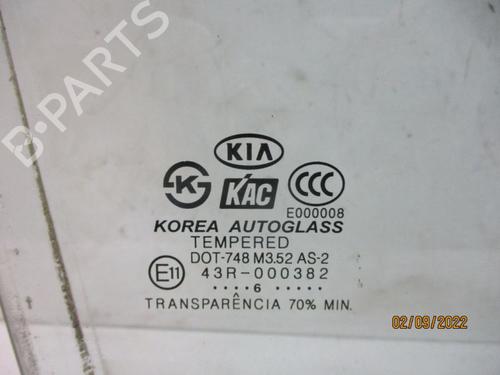 B-PARTS
KIA
KS KAC CCC
E000008
KOREA AUTOGLASS
TEMPERED
DOT-748 M3.52 AS-2
E11 43R-000382
····6 ·····
TRANSPARÊNCIA 70% MIN.
02/09/2022